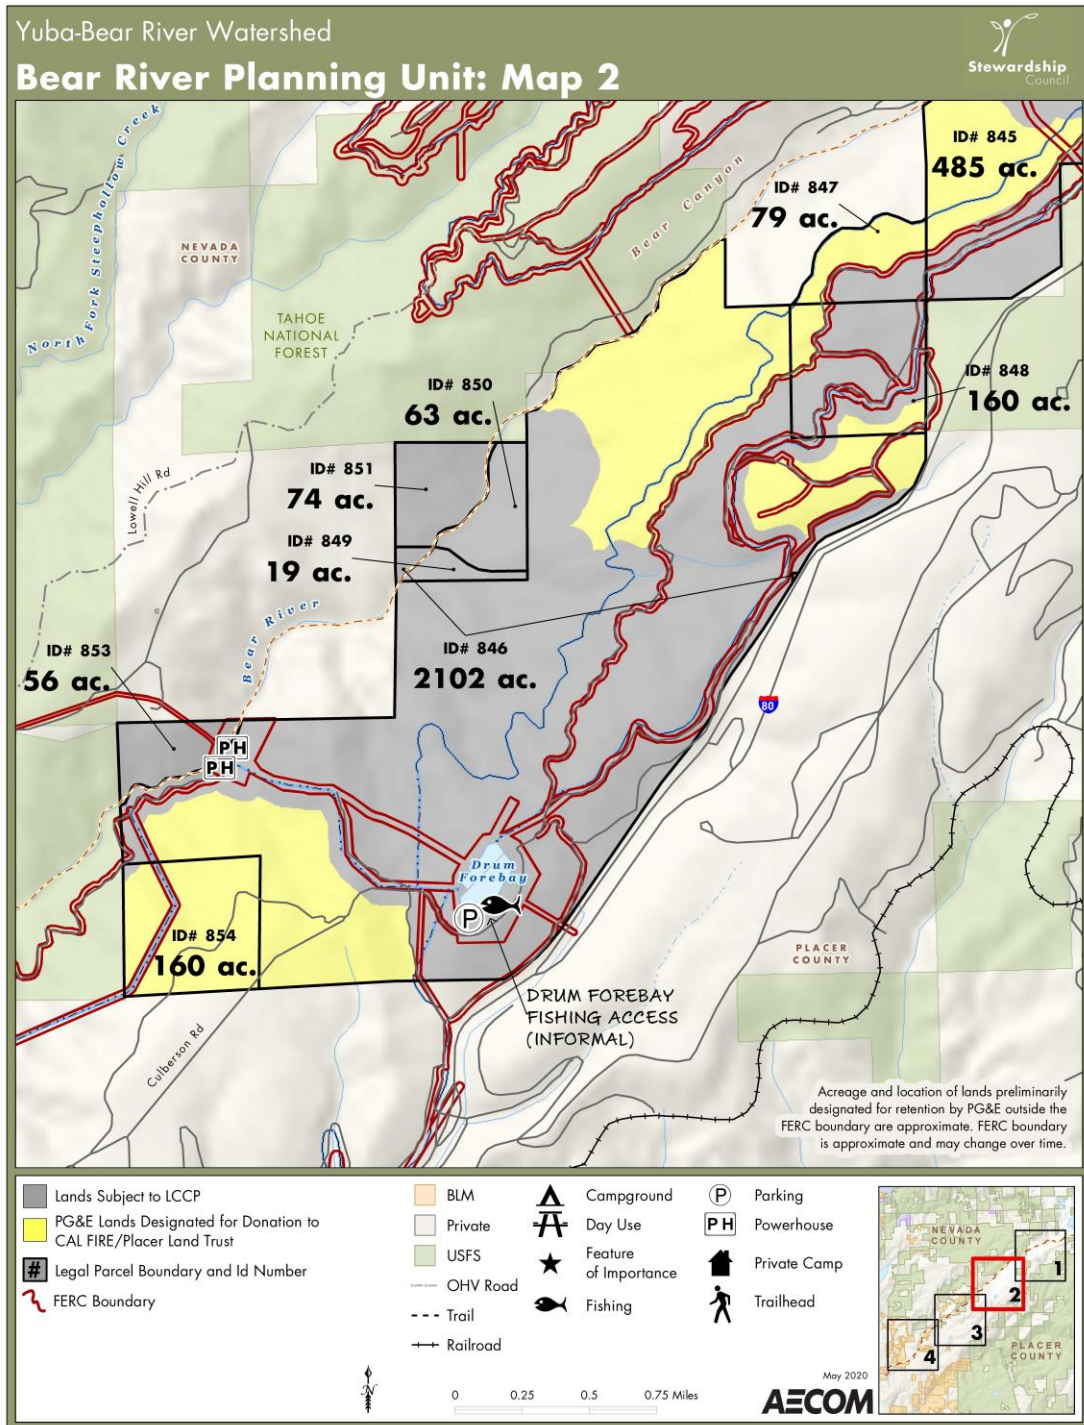 Yuba-Bear River Watershed
Bear River Planning Unit: Map 2
Stewardship
Council
North Fork Steephollow Creek
NEVADA
COUNTY
TAHOE
NATIONAL
FOREST
Bear Canyon
ID# 845
485 ac.
ID# 847
79 ac.
ID# 850
63 ac.
ID# 848
160 ac.
ID# 851
74 ac.
Lowell Hill Rd
ID# 849
19 ac.
Bear River
ID# 846
2102 ac.
ID# 853
56 ac.
80
PH
PH
Drum
Forebay
P
ID# 854
160 ac.
PLACER
COUNTY
DRUM FOREBAY
FISHING ACCESS
(INFORMAL)
Culberson Rd
Acreage and location of lands preliminarily
designated for retention by PG&E outside the
FERC boundary are approximate. FERC boundary
is approximate and may change over time.
Lands Subject to LCCP
PG&E Lands Designated for Donation to
CAL FIRE/Placer Land Trust
# Legal Parcel Boundary and Id Number
FERC Boundary
BLM
Private
USFS
OHV Road
Trail
Railroad
Campground
Day Use
Feature
of Importance
Fishing
P Parking
PH Powerhouse
Private Camp
Trailhead
NEVADA
COUNTY
1
2
3
4
PLACER
COUNTY
N
0 0.25 0.5 0.75 Miles
May 2020
AECOM